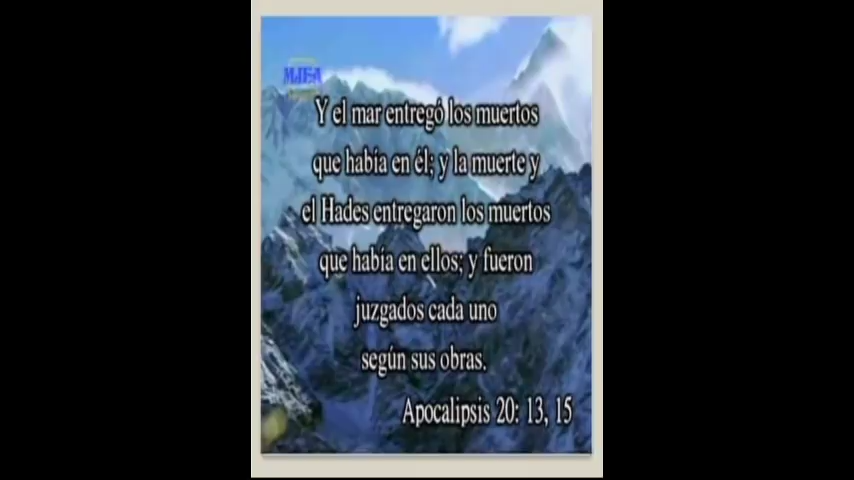 MJEA
Y el mar entregó los muertos
que había en él; y la muerte y
el Hades entregaron los muertos
que había en ellos; y fueron
juzgados cada uno
según sus obras.
Apocalipsis 20: 13, 15